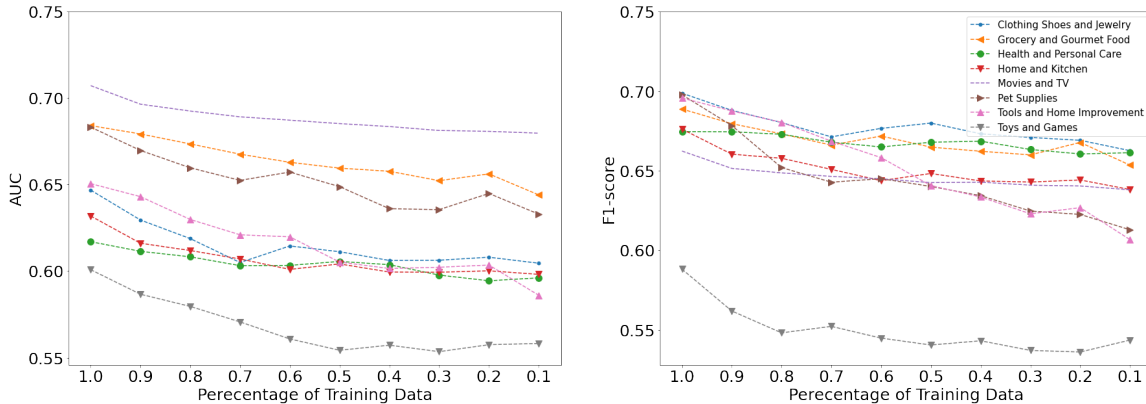 0.75
0.70
0.65
0.60
0.55
AUC
1.0 0.9 0.8 0.7 0.6 0.5 0.4 0.3 0.2 0.1
Perecentage of Training Data
0.75
0.70
0.65
0.60
0.55
F1-score
Clothing Shoes and Jewelry
Grocery and Gourmet Food
Health and Personal Care
Home and Kitchen
Movies and TV
Pet Supplies
Tools and Home Improvement
Toys and Games
1.0 0.9 0.8 0.7 0.6 0.5 0.4 0.3 0.2 0.1
Perecentage of Training Data